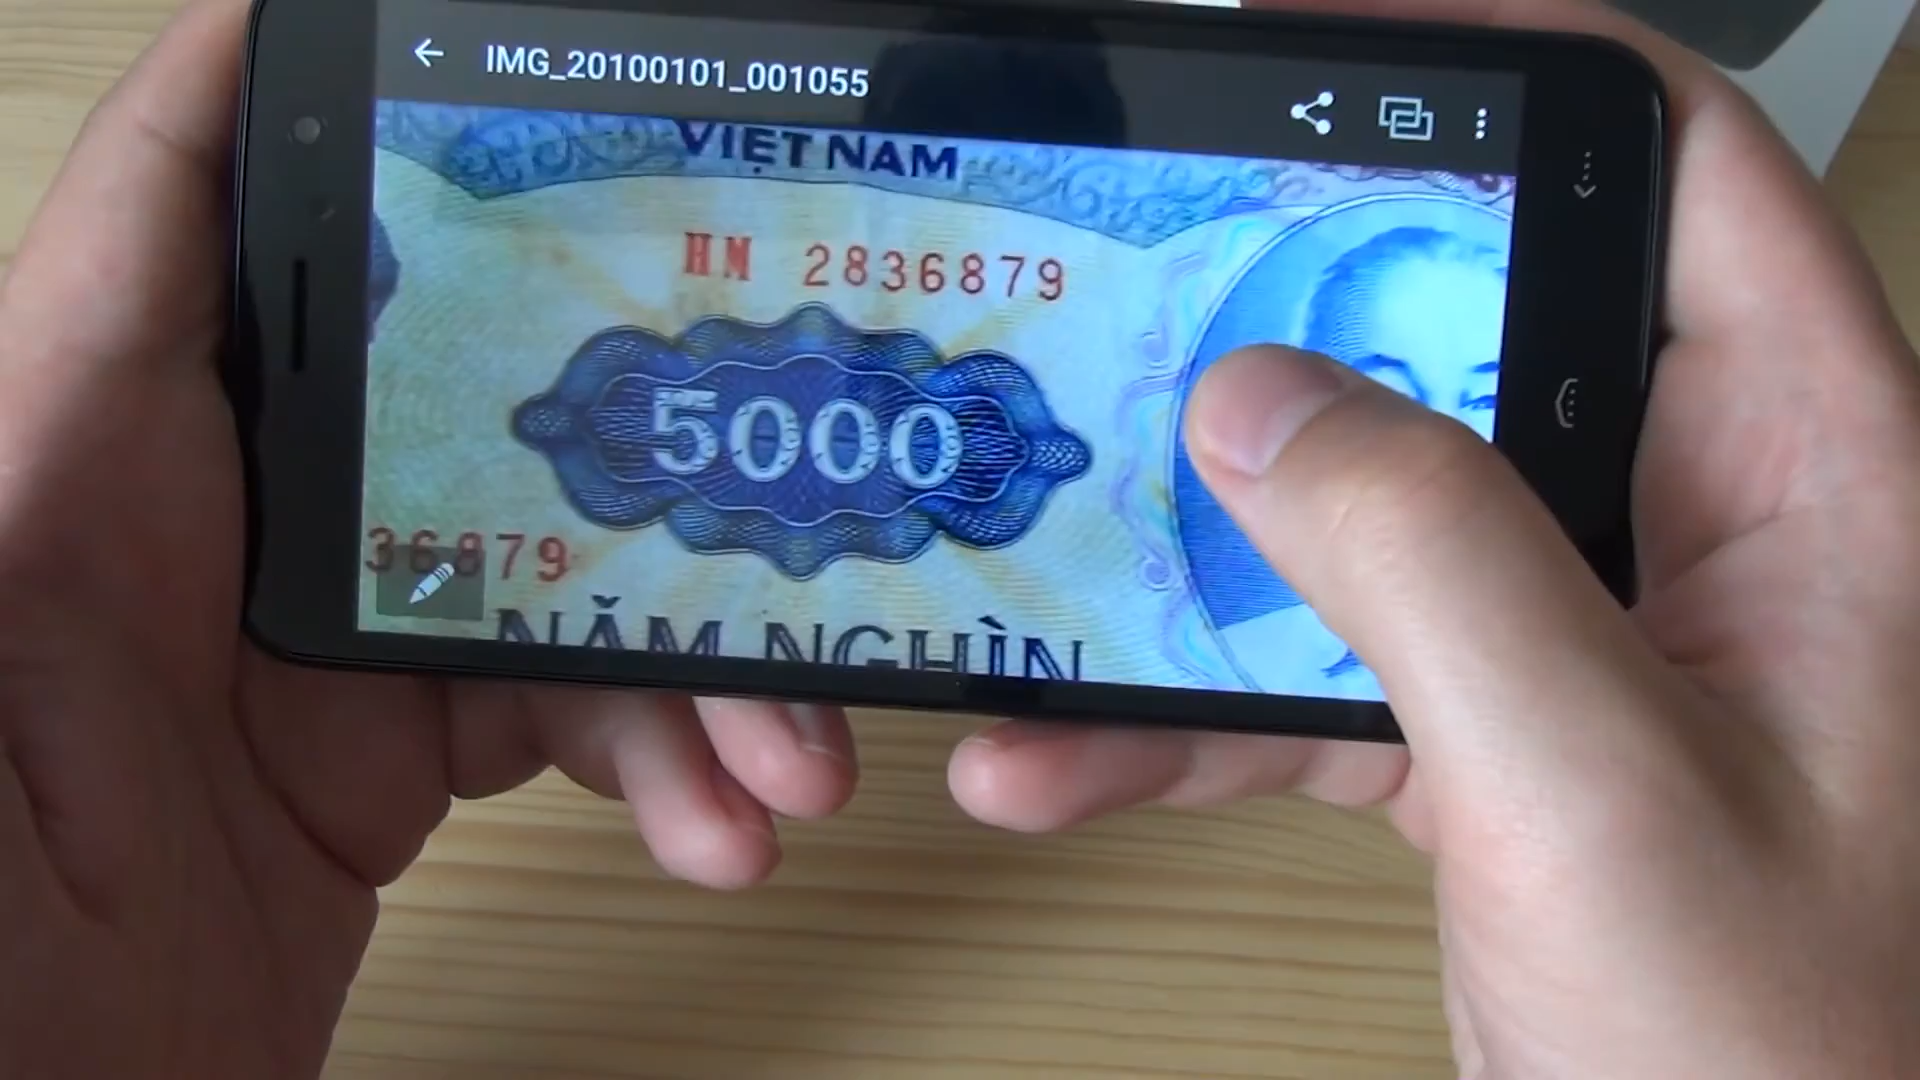 IMG_20100101_001055
VIỆT NAM
HM 2836879
5000
36879
NĂM NGHÌN